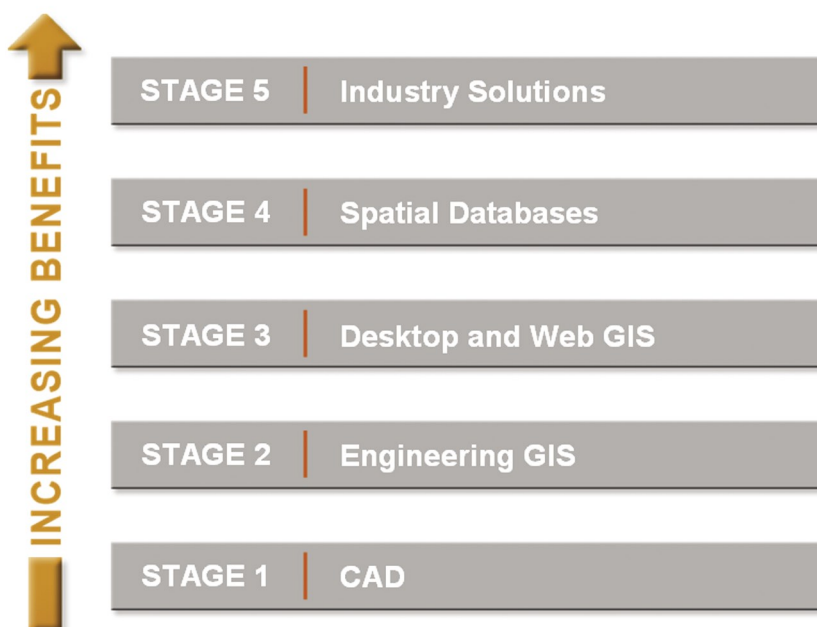 INCREASING BENEFITS
STAGE 5 Industry Solutions
STAGE 4 Spatial Databases
STAGE 3 Desktop and Web GIS
STAGE 2 Engineering GIS
STAGE 1 CAD